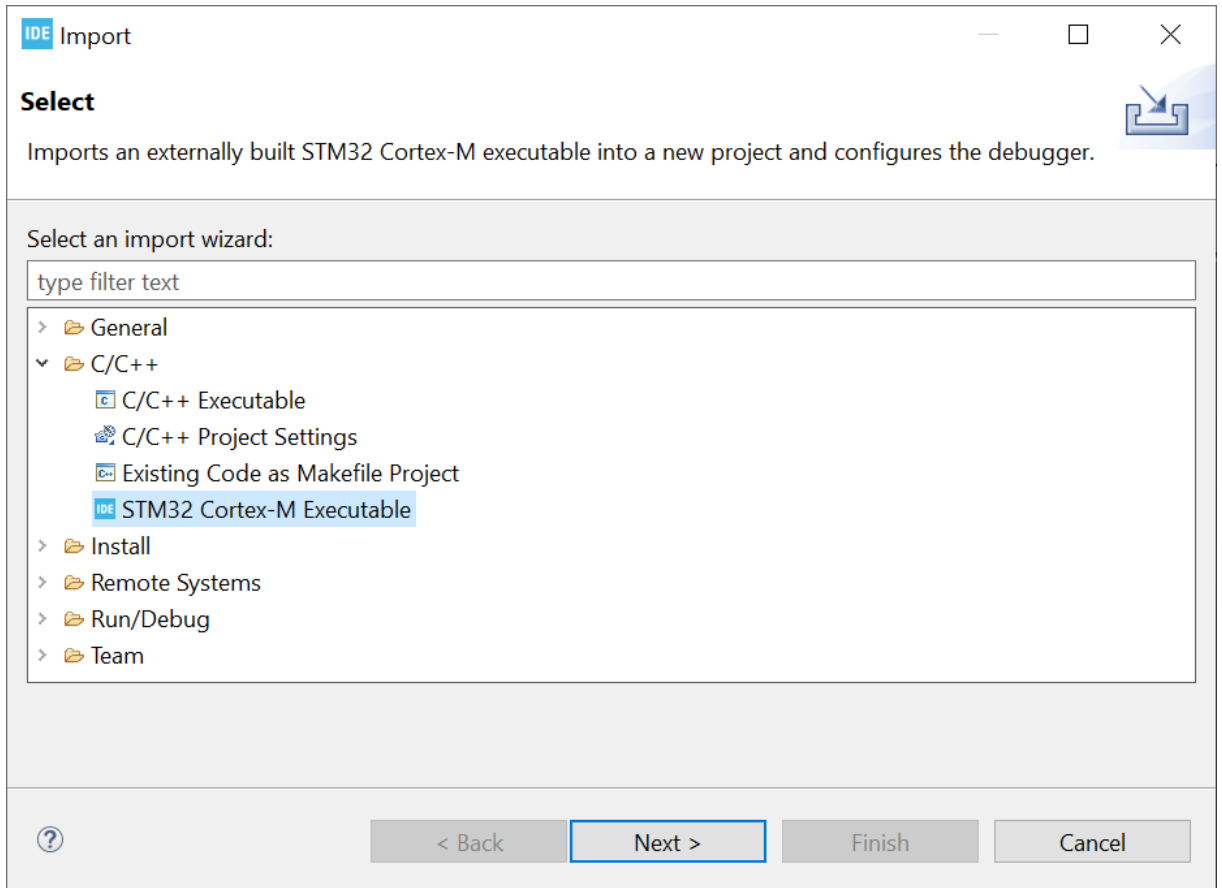 IDE Import
Select
Imports an externally built STM32 Cortex-M executable into a new project and configures the debugger.
Select an import wizard:
type filter text
General
C/C++
C/C++ Executable
C/C++ Project Settings
Existing Code as Makefile Project
IDE STM32 Cortex-M Executable
Install
Remote Systems
Run/Debug
Team
? < Back Next > Finish Cancel